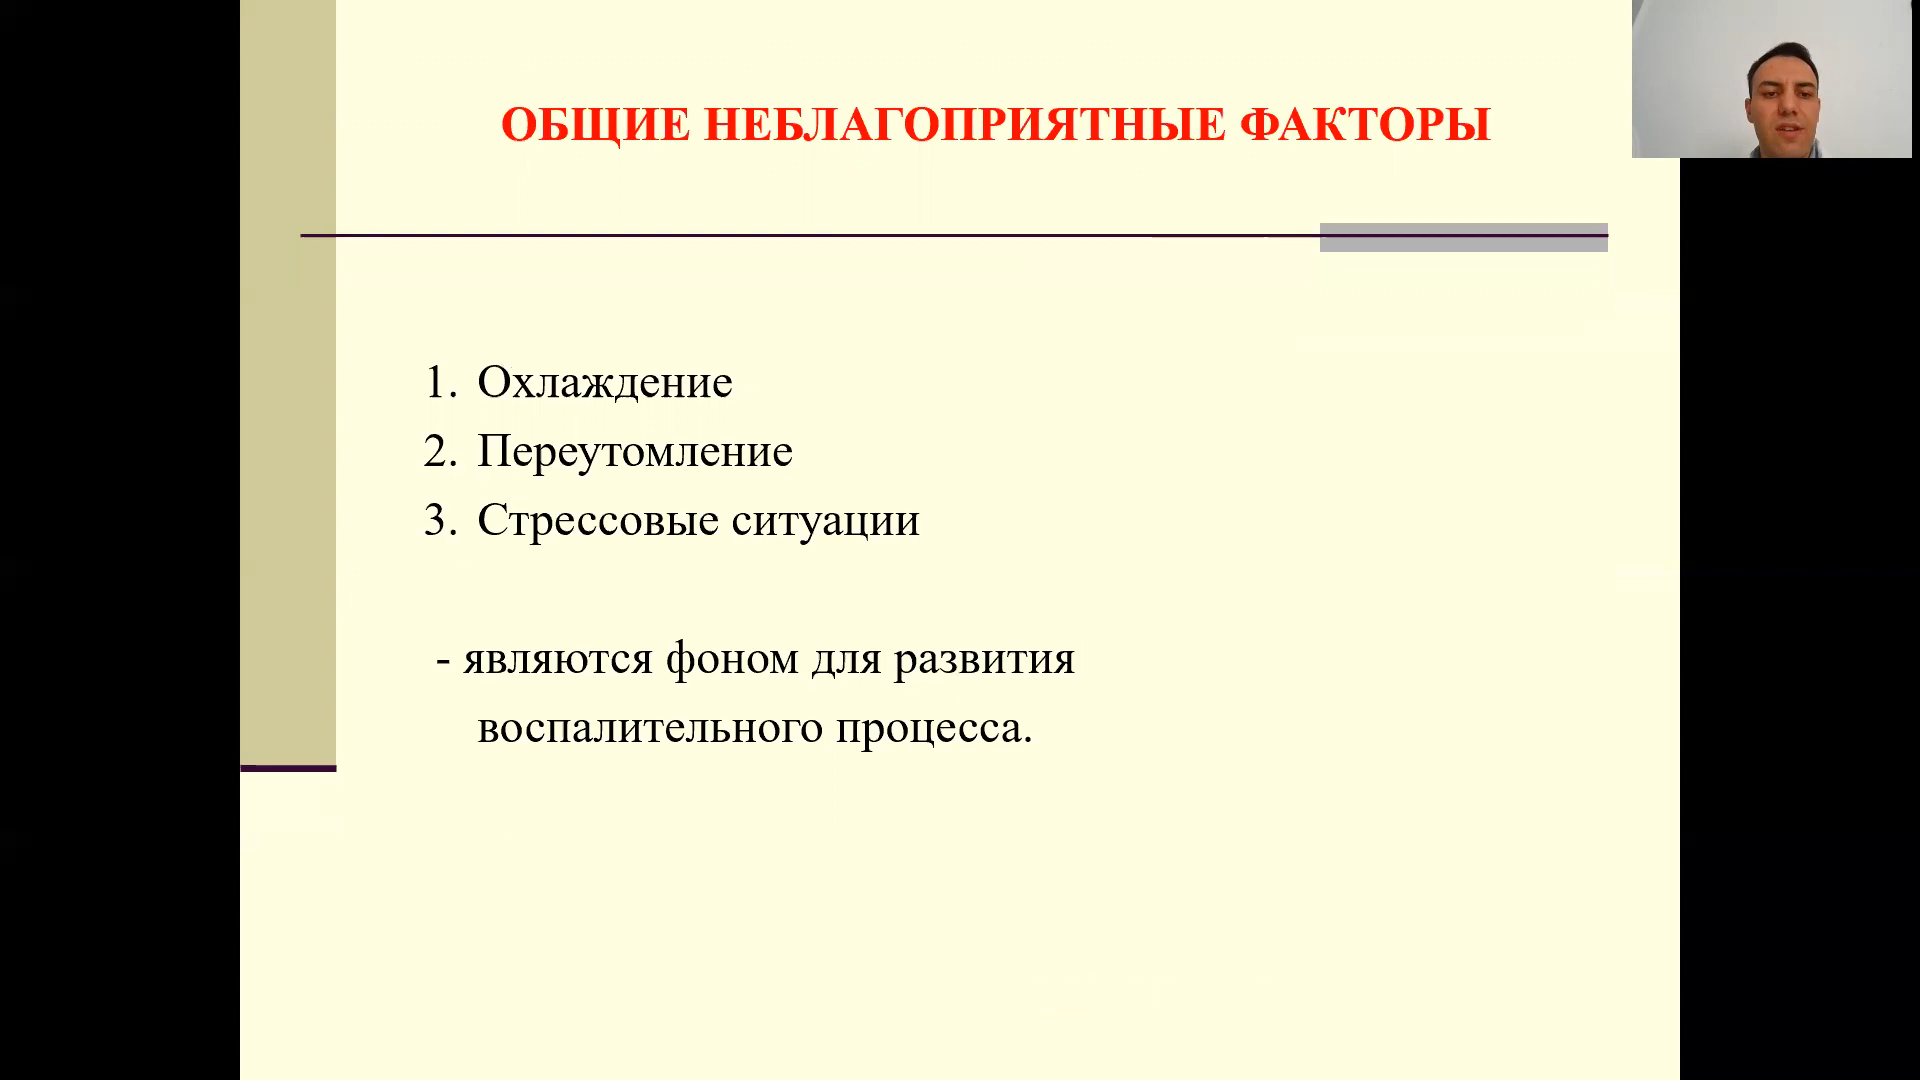 ОБЩИЕ НЕБЛАГОПРИЯТНЫЕ ФАКТОРЫ
1. Охлаждение
2. Переутомление
3. Стрессовые ситуации
- являются фоном для развития
воспалительного процесса.